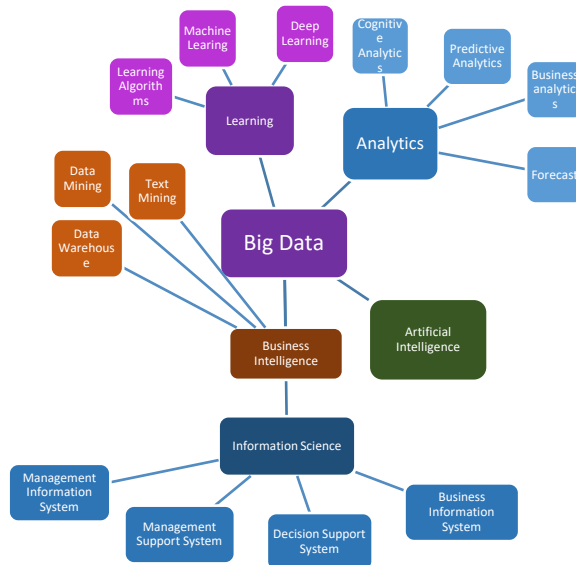 Machine
Learing
Deep
Learning
Cognitive
Analytic
s
Predictive
Analytics
Learning
Algorith
ms
Business
analytic
s
Learning
Analytics
Forecast
Data
Mining
Text
Mining
Data
Warehous
e
Big Data
Artificial
Intelligence
Business
Intelligence
Information Science
Management
Information
System
Management
Support System
Decision Support
System
Business
Information
System